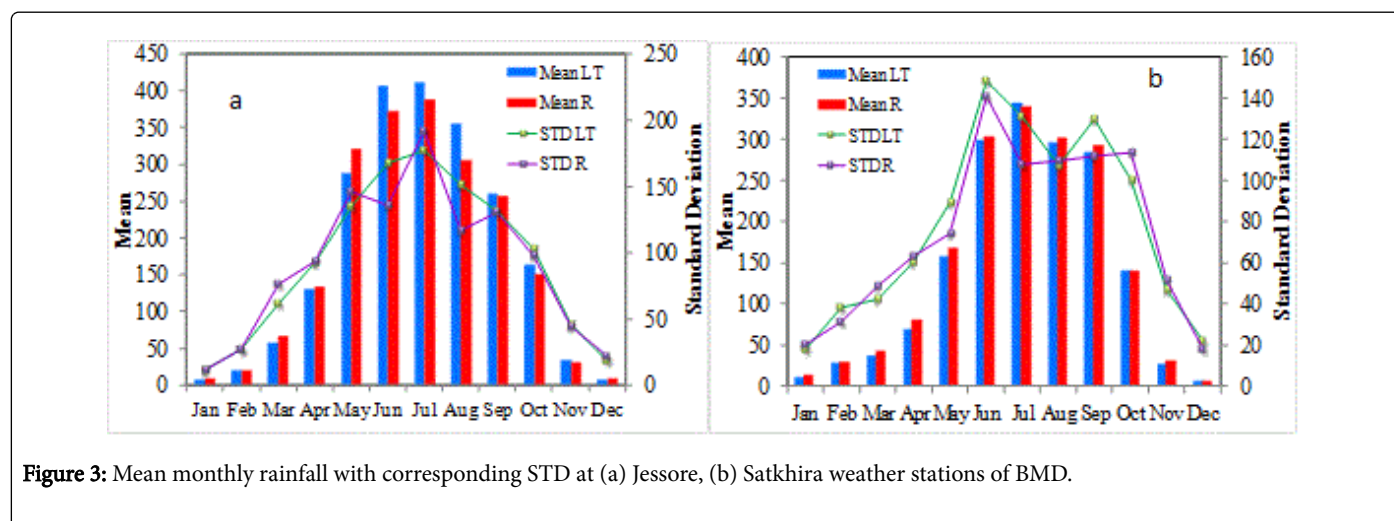 450
400
350
300
250
200
150
100
50
0
Mean
a
Mean LT
Mean R
STD LT
STD R
250
200
150
100
50
0
Standard Deviation
Jan Feb Mar Apr May Jun Jul Aug Sep Oct Nov Dec
400
350
300
250
200
150
100
50
0
Mean
b
Mean LT
Mean R
STD LT
STD R
160
140
120
100
80
60
40
20
0
Standard Deviation
Jan Feb Mar Apr May Jun Jul Aug Sep Oct Nov Dec
Figure 3: Mean monthly rainfall with corresponding STD at (a) Jessore, (b) Satkhira weather stations of BMD.